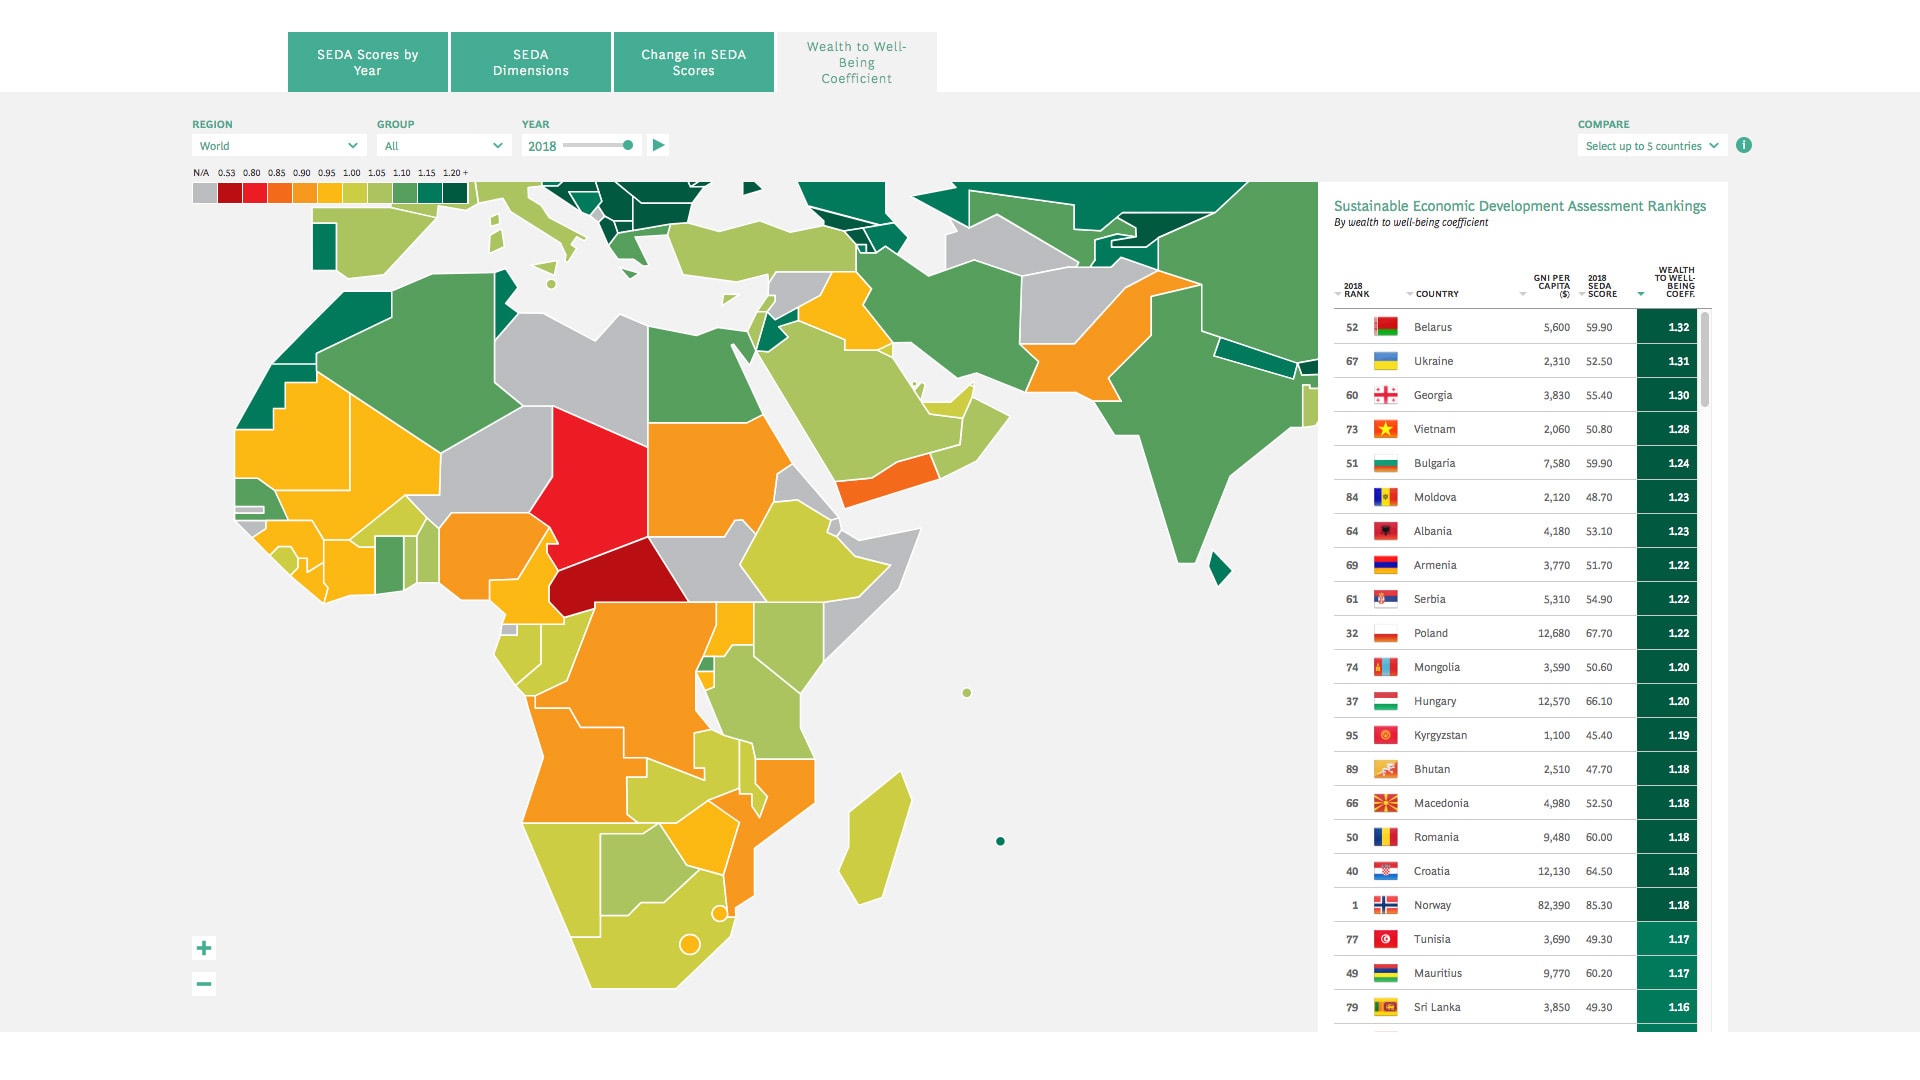 SEDA Scores by
Year
SEDA
Dimensions
Change in SEDA
Scores
Wealth to Well-
Being
Coefficient
REGION
World
GROUP
All
YEAR
2018
COMPARE
Select up to 5 countries
i
N/A 0.53 0.80 0.85 0.90 0.95 1.00 1.05 1.10 1.15 1.20 +
Sustainable Economic Development Assessment Rankings
By wealth to well-being coefficient
2018
RANK
COUNTRY
GNI PER
CAPITA
($)
2018
SEDA
SCORE
WEALTH
TO WELL-
BEING
COEFF.
52 Belarus 5,600 59.90 1.32
67 Ukraine 2,310 52.50 1.31
60 Georgia 3,830 55.40 1.30
73 Vietnam 2,060 50.80 1.28
51 Bulgaria 7,580 59.90 1.24
84 Moldova 2,120 48.70 1.23
64 Albania 4,180 53.10 1.23
69 Armenia 3,770 51.70 1.22
61 Serbia 5,310 54.90 1.22
32 Poland 12,680 67.70 1.22
74 Mongolia 3,590 50.60 1.20
37 Hungary 12,570 66.10 1.20
95 Kyrgyzstan 1,100 45.40 1.19
89 Bhutan 2,510 47.70 1.18
66 Macedonia 4,980 52.50 1.18
50 Romania 9,480 60.00 1.18
40 Croatia 12,130 64.50 1.18
1 Norway 82,390 85.30 1.18
77 Tunisia 3,690 49.30 1.17
49 Mauritius 9,770 60.20 1.17
79 Sri Lanka 3,850 49.30 1.16